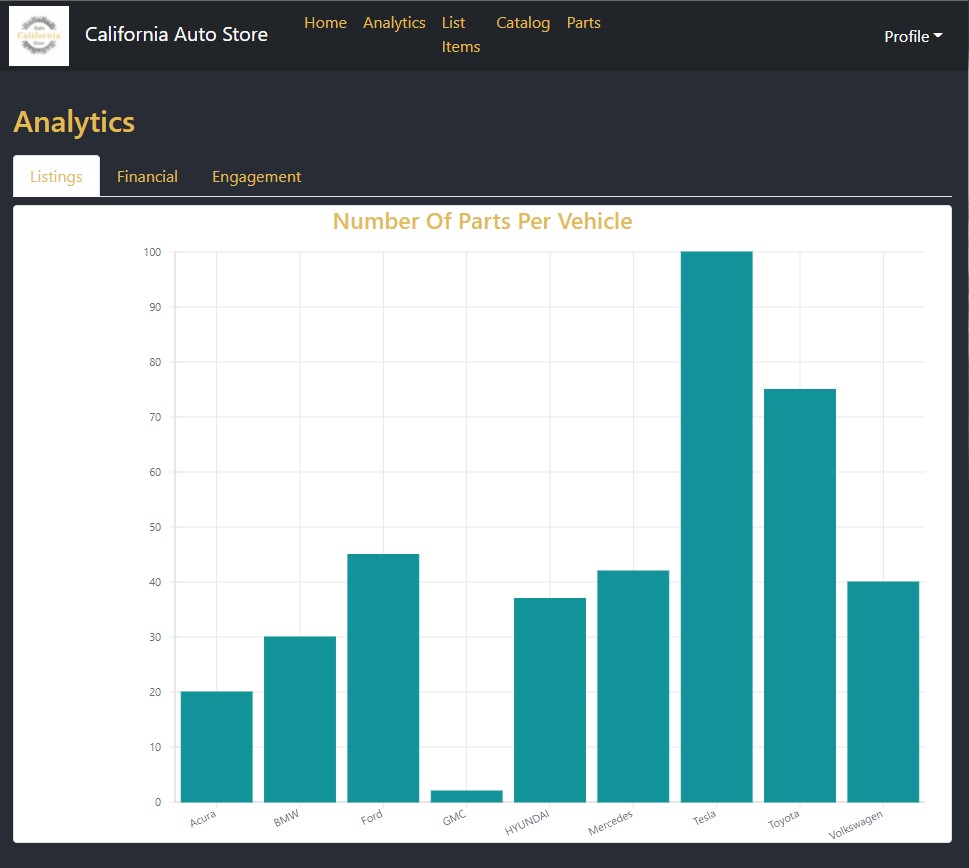 California
California Auto Store
Home Analytics List Items Catalog Parts
Profile
Analytics
Listings Financial Engagement
Number Of Parts Per Vehicle
100
90
80
70
60
50
40
30
20
10
0
Acura BMW Ford GMC HYUNDAI Mercedes Tesla Toyota Volkswagen